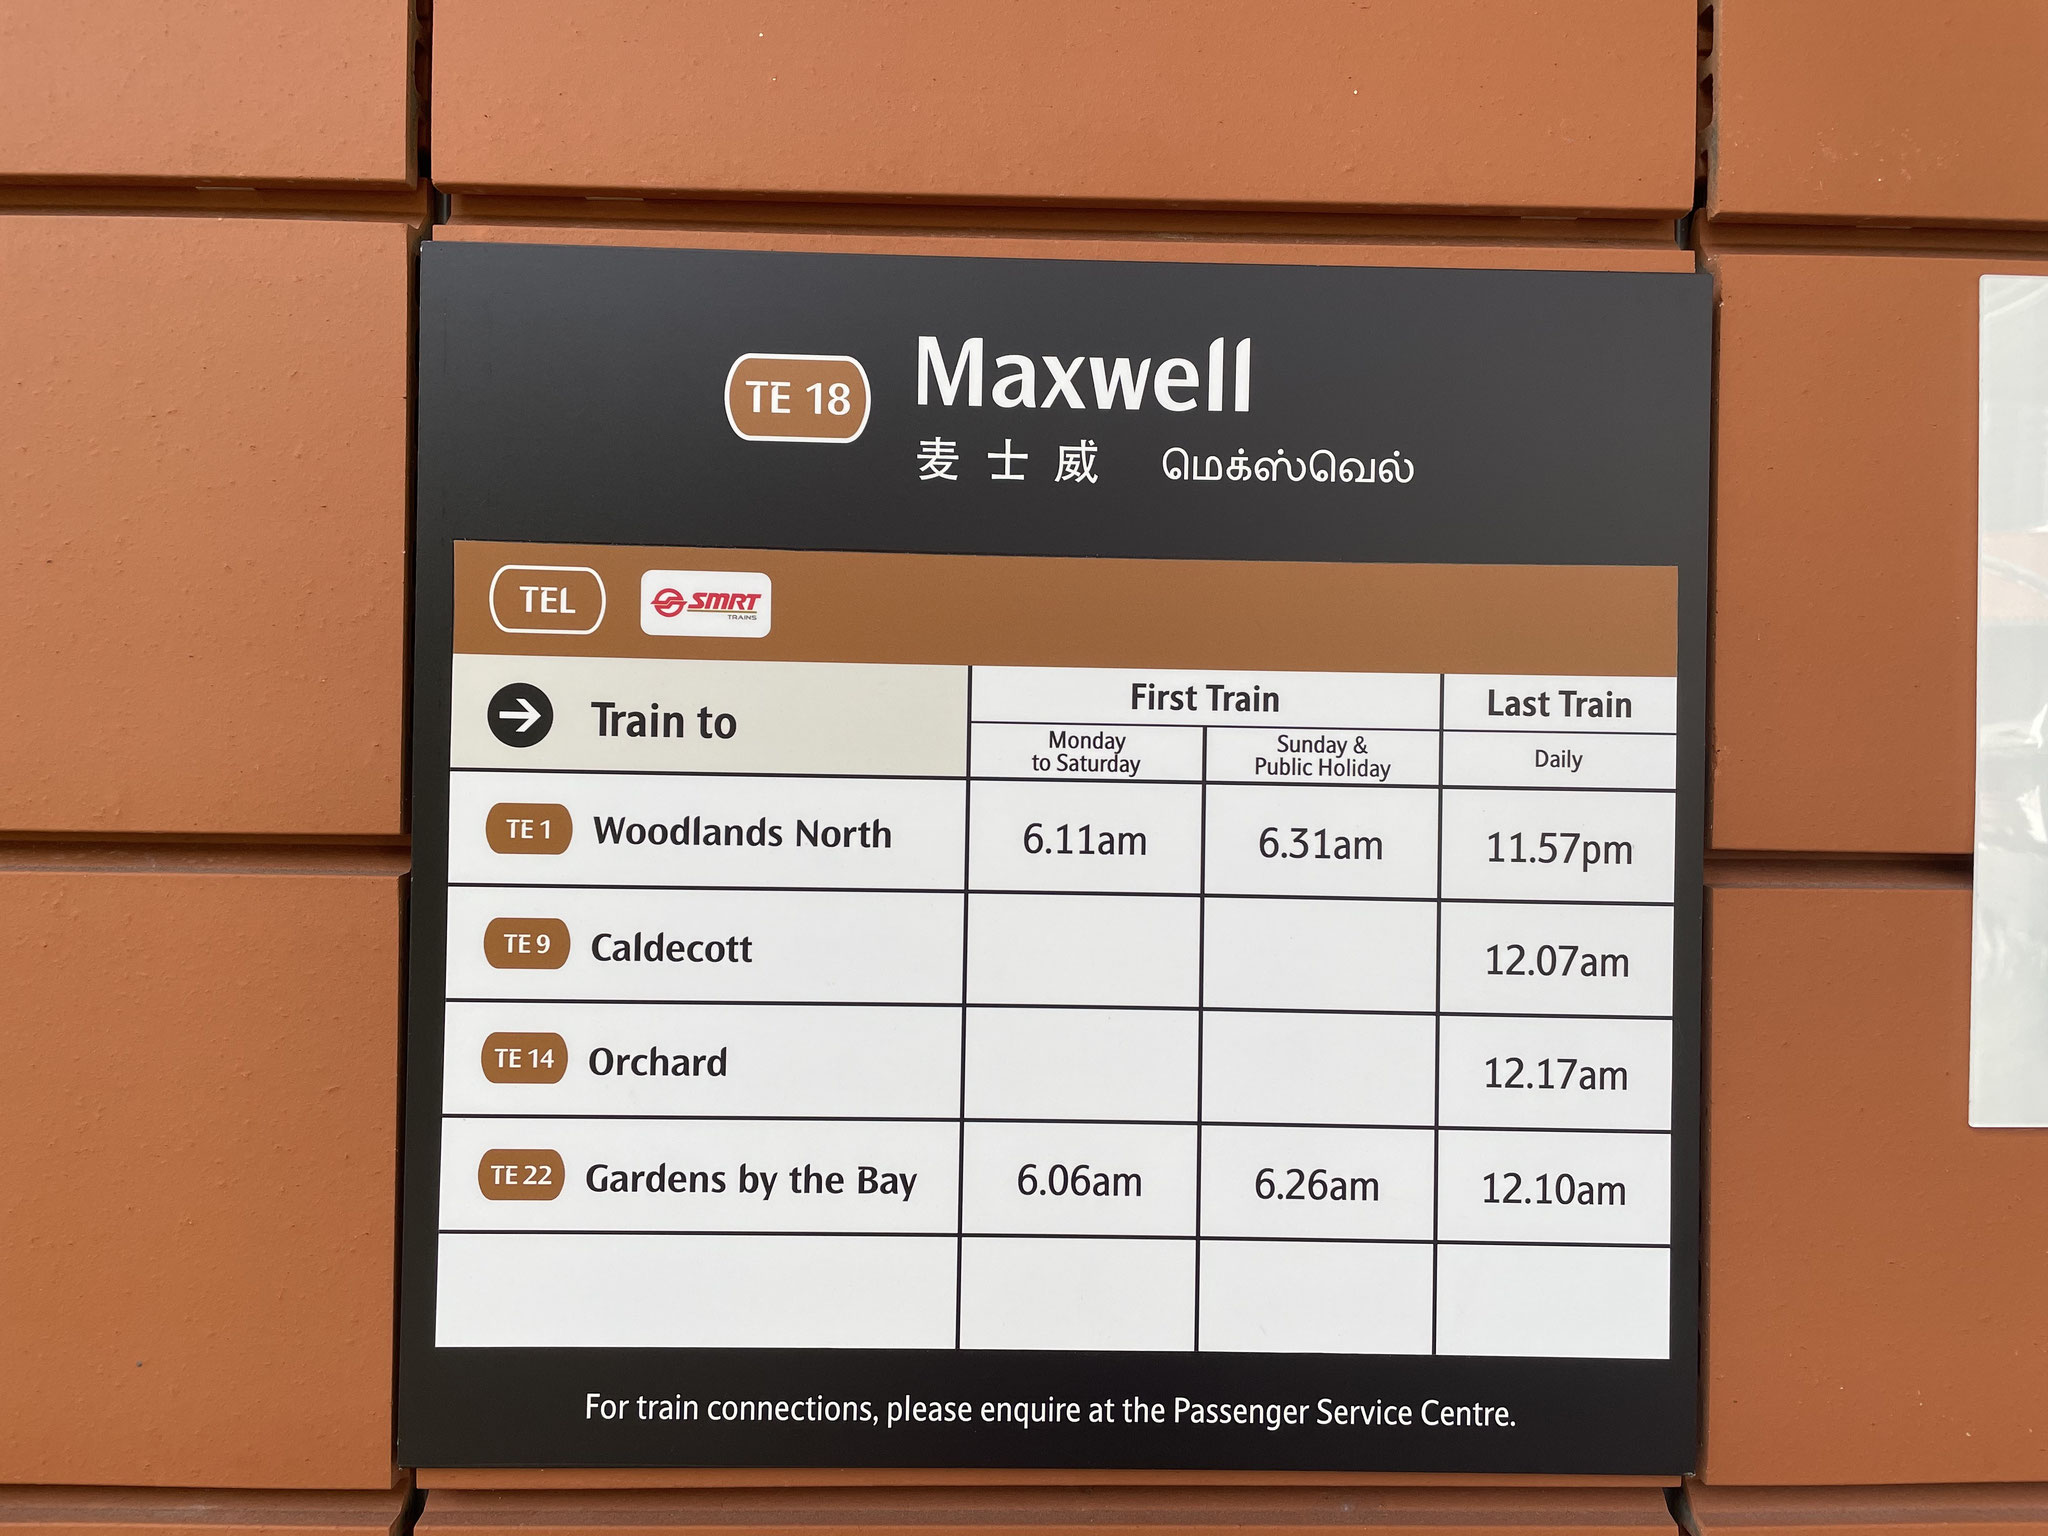 TE 18 Maxwell
麦士威 மெக்ஸ்வெல்
TEL SMRT
TRAINS
Train to
First Train
Last Train
Monday
to Saturday
Sunday &
Public Holiday
Daily
TE 1 Woodlands North 6.11am 6.31am 11.57pm
TE 9 Caldecott 12.07am
TE 14 Orchard 12.17am
TE 22 Gardens by the Bay 6.06am 6.26am 12.10am
For train connections, please enquire at the Passenger Service Centre.